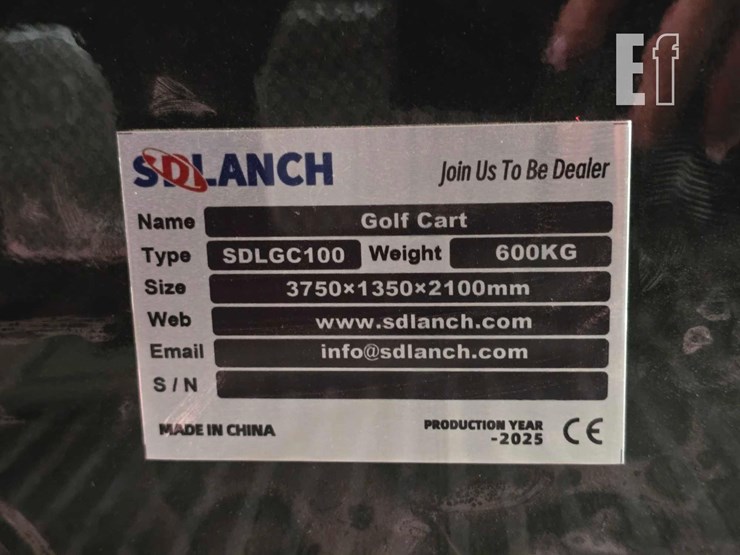 Ef
SDLANCH Join Us To Be Dealer
Name Golf Cart
Type SDLGC100 Weight 600KG
Size 3750×1350×2100mm
Web www.sdlanch.com
Email info@sdlanch.com
S/N
MADE IN CHINA PRODUCTION YEAR
-2025 CE